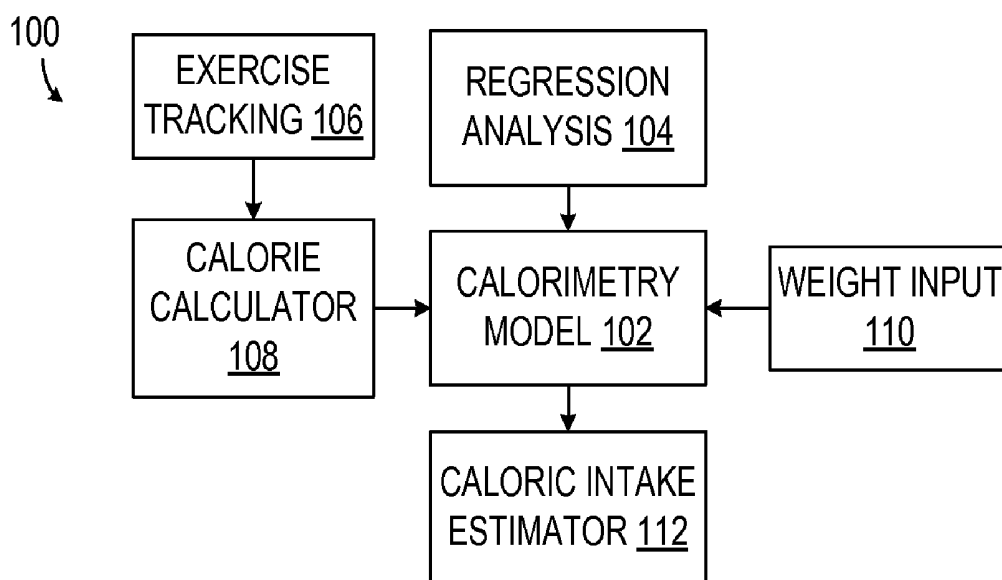 100
EXERCISE
TRACKING 106
REGRESSION
ANALYSIS 104
CALORIE
CALCULATOR
108
CALORIMETRY
MODEL 102
WEIGHT INPUT
110
CALORIC INTAKE
ESTIMATOR 112